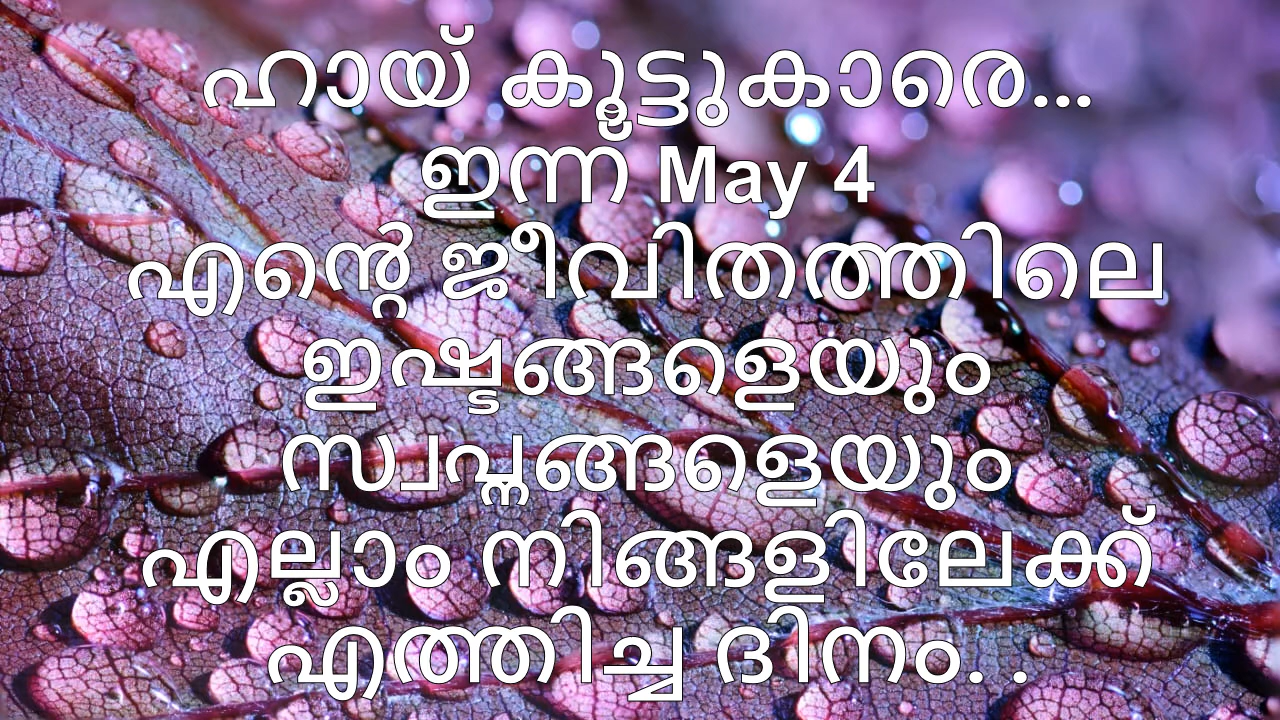 ഹായ് കൂട്ടുകാരെ...
ഇന്ന് May 4
എന്റെ ജീവിതത്തിലെ
ഇഷ്ടങ്ങളെയും
സ്വപ്നങ്ങളെയും
എല്ലാം നിങ്ങളിലേക്ക്
എത്തിച്ച ദിനം. .